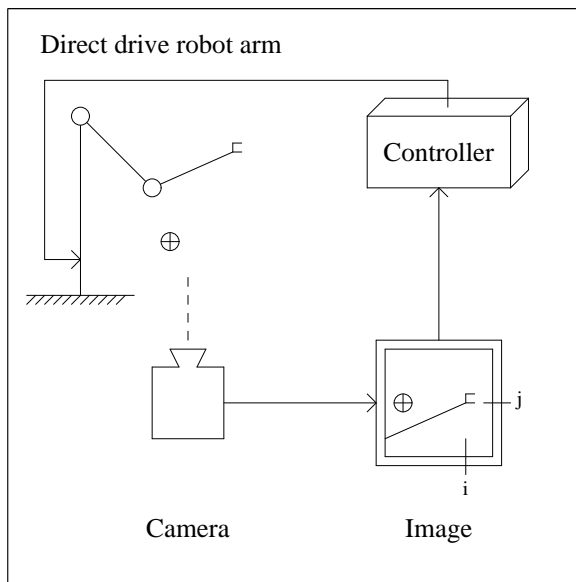 Direct drive robot arm
Controller
j
i
Camera
Image